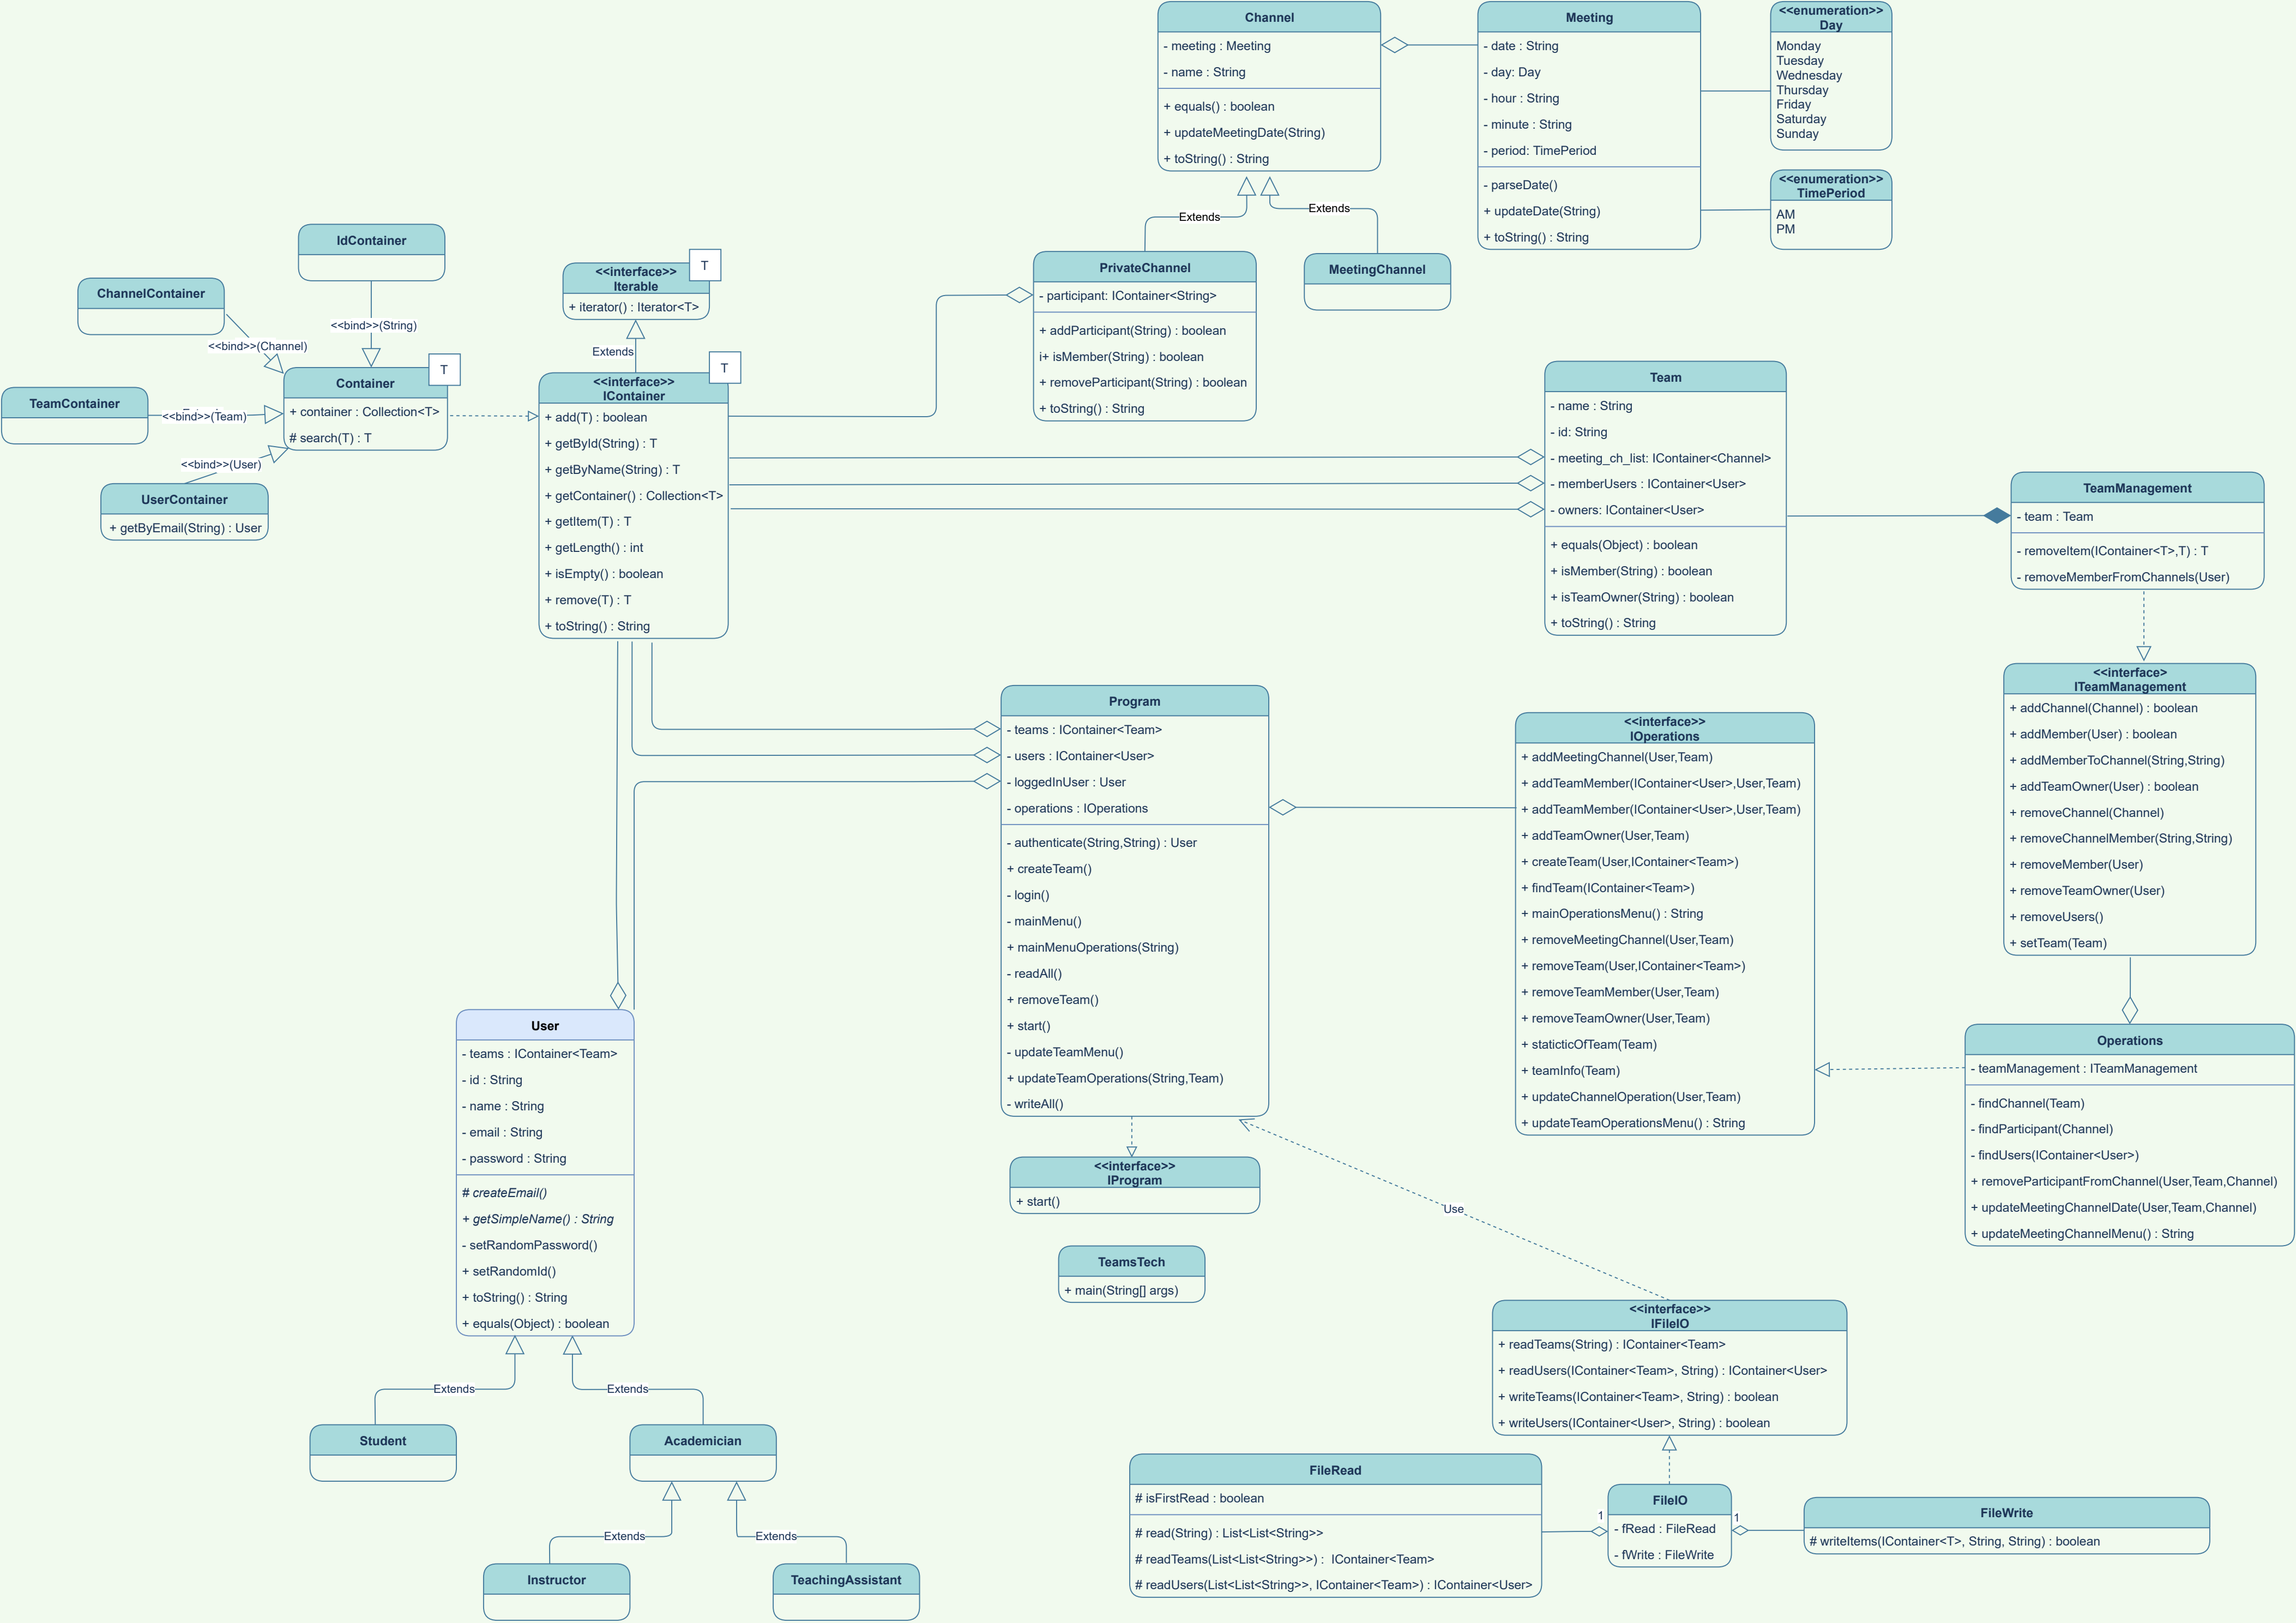 Channel
- meeting : Meeting
- name : String
+ equals() : boolean
+ updateMeetingDate(String)
+ toString() : String
Meeting
- date : String
- day: Day
- hour : String
- minute : String
- period: TimePeriod
- parseDate()
+ updateDate(String)
+ toString() : String
<<enumeration>>
Day
Monday
Tuesday
Wednesday
Thursday
Friday
Saturday
Sunday
<<enumeration>>
TimePeriod
AM
PM
Extends
Extends
PrivateChannel
- participant: IContainer<String>
+ addParticipant(String) : boolean
i+ isMember(String) : boolean
+ removeParticipant(String) : boolean
+ toString() : String
MeetingChannel
IdContainer
ChannelContainer
<<bind>>(String)
<<bind>>(Channel)
TeamContainer
<<bind>>(Team)
<<bind>>(User)
UserContainer
+ getByEmail(String) : User
Container
T
+ container : Collection<T>
# search(T) : T
<<interface>>
Iterable
T
+ iterator() : Iterator<T>
Extends
<<interface>>
IContainer
T
+ add(T) : boolean
+ getById(String) : T
+ getByName(String) : T
+ getContainer() : Collection<T>
+ getItem(T) : T
+ getLength() : int
+ isEmpty() : boolean
+ remove(T) : T
+ toString() : String
Team
- name : String
- id: String
- meeting_ch_list: IContainer<Channel>
- memberUsers : IContainer<User>
- owners: IContainer<User>
+ equals(Object) : boolean
+ isMember(String) : boolean
+ isTeamOwner(String) : boolean
+ toString() : String
TeamManagement
- team : Team
- removeItem(IContainer<T>,T) : T
- removeMemberFromChannels(User)
<<interface>
ITeamManagement
+ addChannel(Channel) : boolean
+ addMember(User) : boolean
+ addMemberToChannel(String,String)
+ addTeamOwner(User) : boolean
+ removeChannel(Channel)
+ removeChannelMember(String,String)
+ removeMember(User)
+ removeTeamOwner(User)
+ removeUsers()
+ setTeam(Team)
Program
- teams : IContainer<Team>
- users : IContainer<User>
- loggedInUser : User
- operations : IOperations
- authenticate(String,String) : User
+ createTeam()
- login()
- mainMenu()
+ mainMenuOperations(String)
- readAll()
+ removeTeam()
+ start()
- updateTeamMenu()
+ updateTeamOperations(String,Team)
- writeAll()
<<interface>>
IOperations
+ addMeetingChannel(User,Team)
+ addTeamMember(IContainer<User>,User,Team)
+ addTeamMember(IContainer<User>,User,Team)
+ addTeamOwner(User,Team)
+ createTeam(User,IContainer<Team>)
+ findTeam(IContainer<Team>)
+ mainOperationsMenu() : String
+ removeMeetingChannel(User,Team)
+ removeTeam(User,IContainer<Team>)
+ removeTeamMember(User,Team)
+ removeTeamOwner(User,Team)
+ staticticOfTeam(Team)
+ teamInfo(Team)
+ updateChannelOperation(User,Team)
+ updateTeamOperationsMenu() : String
Operations
- teamManagement : ITeamManagement
- findChannel(Team)
- findParticipant(Channel)
- findUsers(IContainer<User>)
+ removeParticipantFromChannel(User,Team,Channel)
+ updateMeetingChannelDate(User,Team,Channel)
+ updateMeetingChannelMenu() : String
User
- teams : IContainer<Team>
- id : String
- name : String
- email : String
- password : String
# createEmail()
+ getSimpleName() : String
- setRandomPassword()
+ setRandomId()
+ toString() : String
+ equals(Object) : boolean
<<interface>>
IProgram
+ start()
Use
TeamsTech
+ main(String[] args)
<<interface>>
IFileIO
+ readTeams(String) : IContainer<Team>
+ readUsers(IContainer<Team>, String) : IContainer<User>
+ writeTeams(IContainer<Team>, String) : boolean
+ writeUsers(IContainer<User>, String) : boolean
Extends
Extends
Student
Academician
Extends
Extends
Instructor
TeachingAssistant
FileRead
# isFirstRead : boolean
# read(String) : List<List<String>>
# readTeams(List<List<String>>) : IContainer<Team>
# readUsers(List<List<String>>, IContainer<Team>) : IContainer<User>
1
FileIO
- fRead : FileRead
- fWrite : FileWrite
1
FileWrite
# writeItems(IContainer<T>, String, String) : boolean